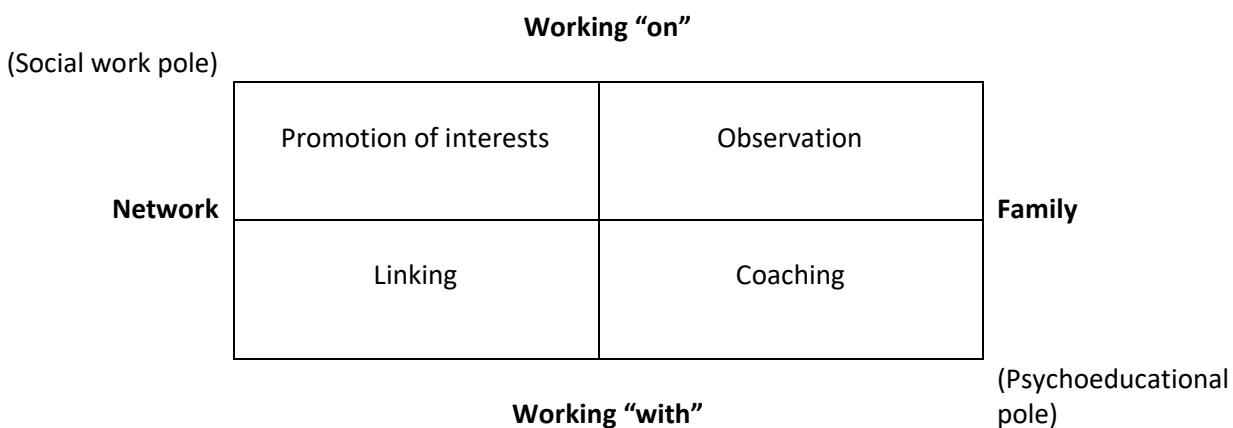 Working “on”
(Social work pole)
Promotion of interests
Observation
Network
Family
Linking
Coaching
(Psychoeducational
pole)
Working “with”